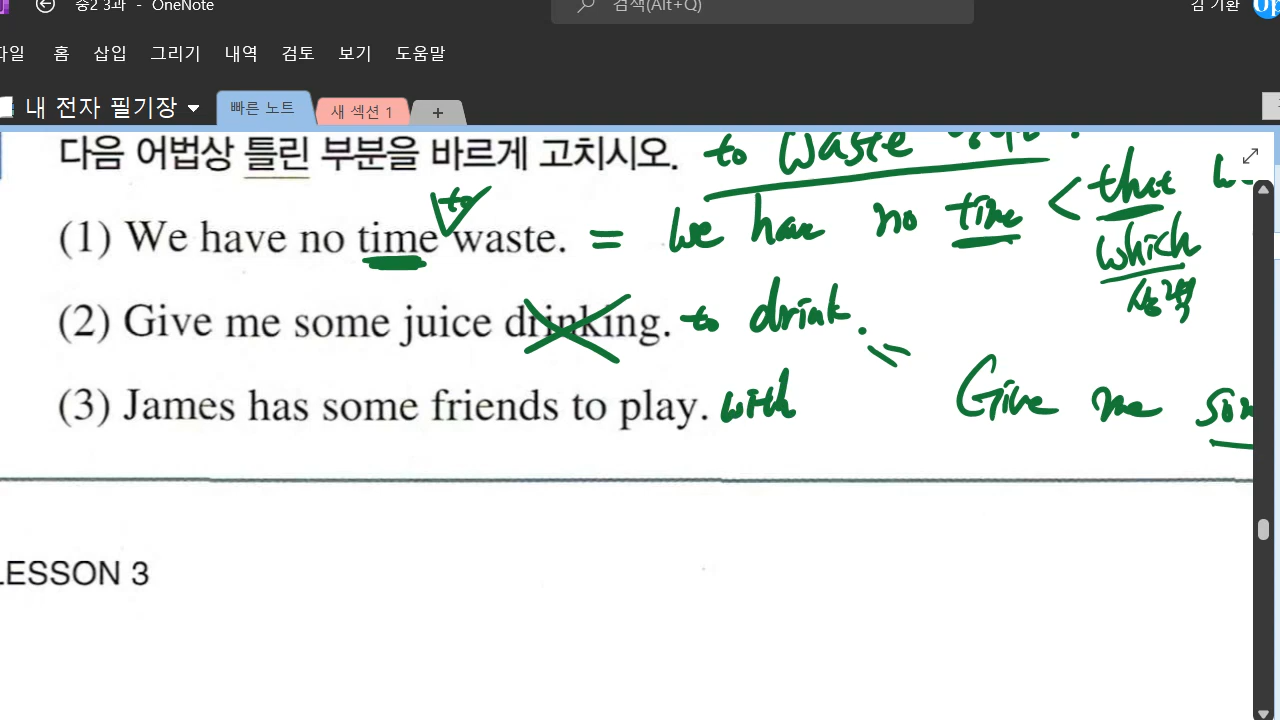 중2 3과 - OneNote
검색(Alt+Q)
김 기환
파일 홈 삽입 그리기 내역 검토 보기 도움말
내 전자 필기장
빠른 노트
새 섹션 1
+
다음 어법상 틀린 부분을 바르게 고치시오. to waste
to
(1) We have no time waste. = We have no time < that
which
(2) Give me some juice drinking. to drink.
=
(3) James has some friends to play. with Give me
LESSON 3